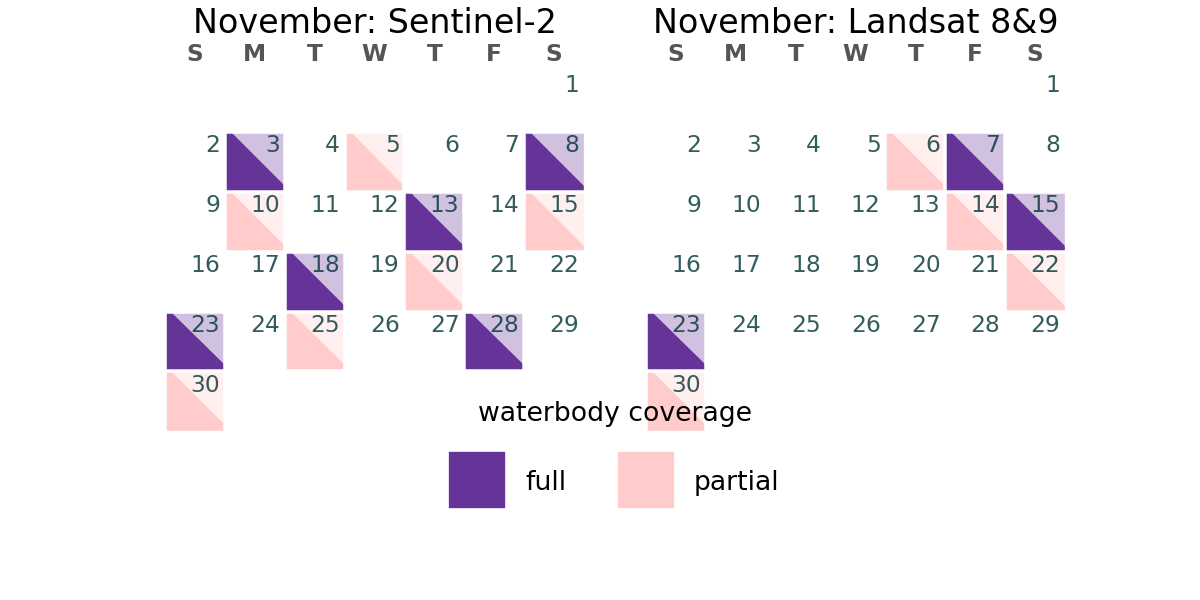 November: Sentinel-2
S M T W T F S
1
2 3 4 5 6 7 8
9 10 11 12 13 14 15
16 17 18 19 20 21 22
23 24 25 26 27 28 29
30
November: Landsat 8&9
S M T W T F S
1
2 3 4 5 6 7 8
9 10 11 12 13 14 15
16 17 18 19 20 21 22
23 24 25 26 27 28 29
30
waterbody coverage
full partial